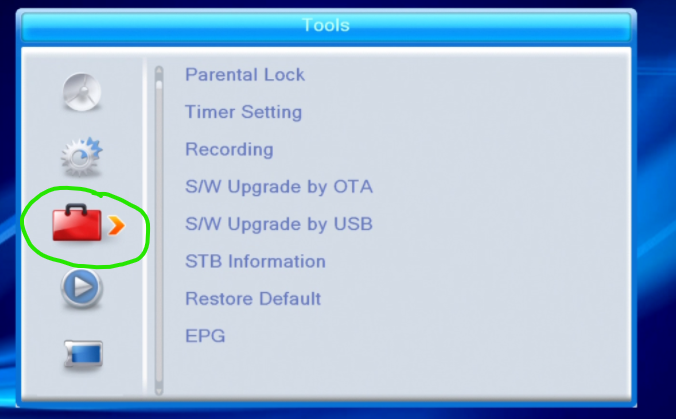 Tools
Parental Lock
Timer Setting
Recording
S/W Upgrade by OTA
S/W Upgrade by USB
STB Information
Restore Default
EPG